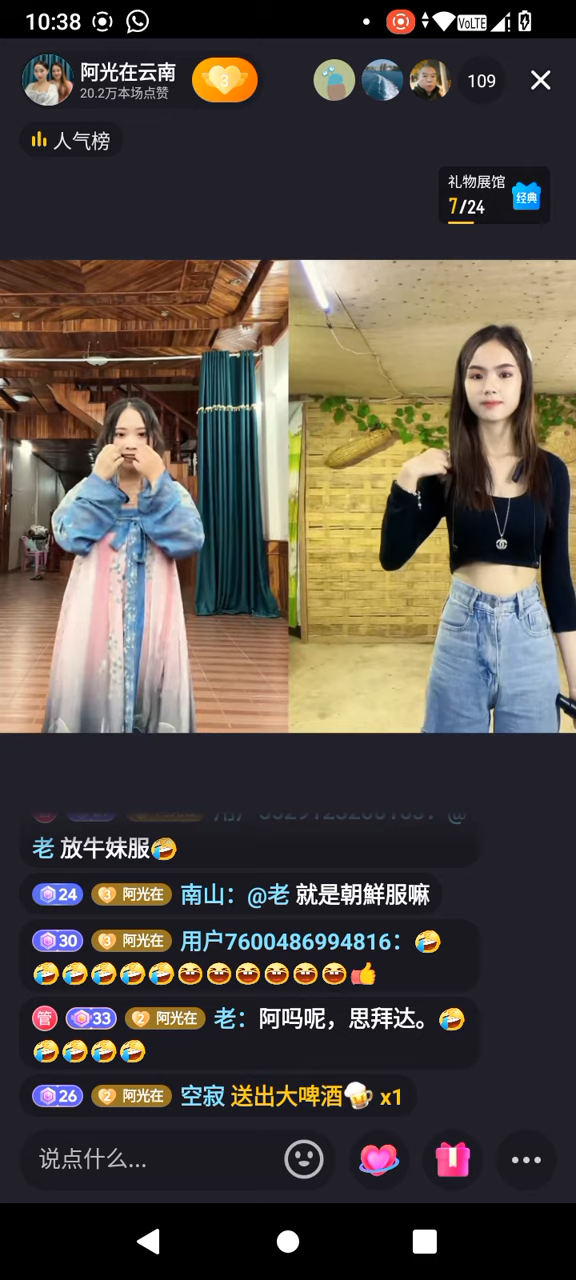 10:38
VoLTE
阿光在云南
20.2万本场点赞
3
109
人气榜
礼物展馆
7/24
经典
老 放牛妹服🤣
24 3 阿光在 南山：@老 就是朝鮮服嘛
30 3 阿光在 用户7600486994816：🤣
🤣🤣🤣🤣🤣😆😆😆😆😆😆👍
管 33 2 阿光在 老：阿吗呢，思拜达。🤣
🤣🤣🤣🤣
26 2 阿光在 空寂 送出大啤酒🍺 x1
说点什么...